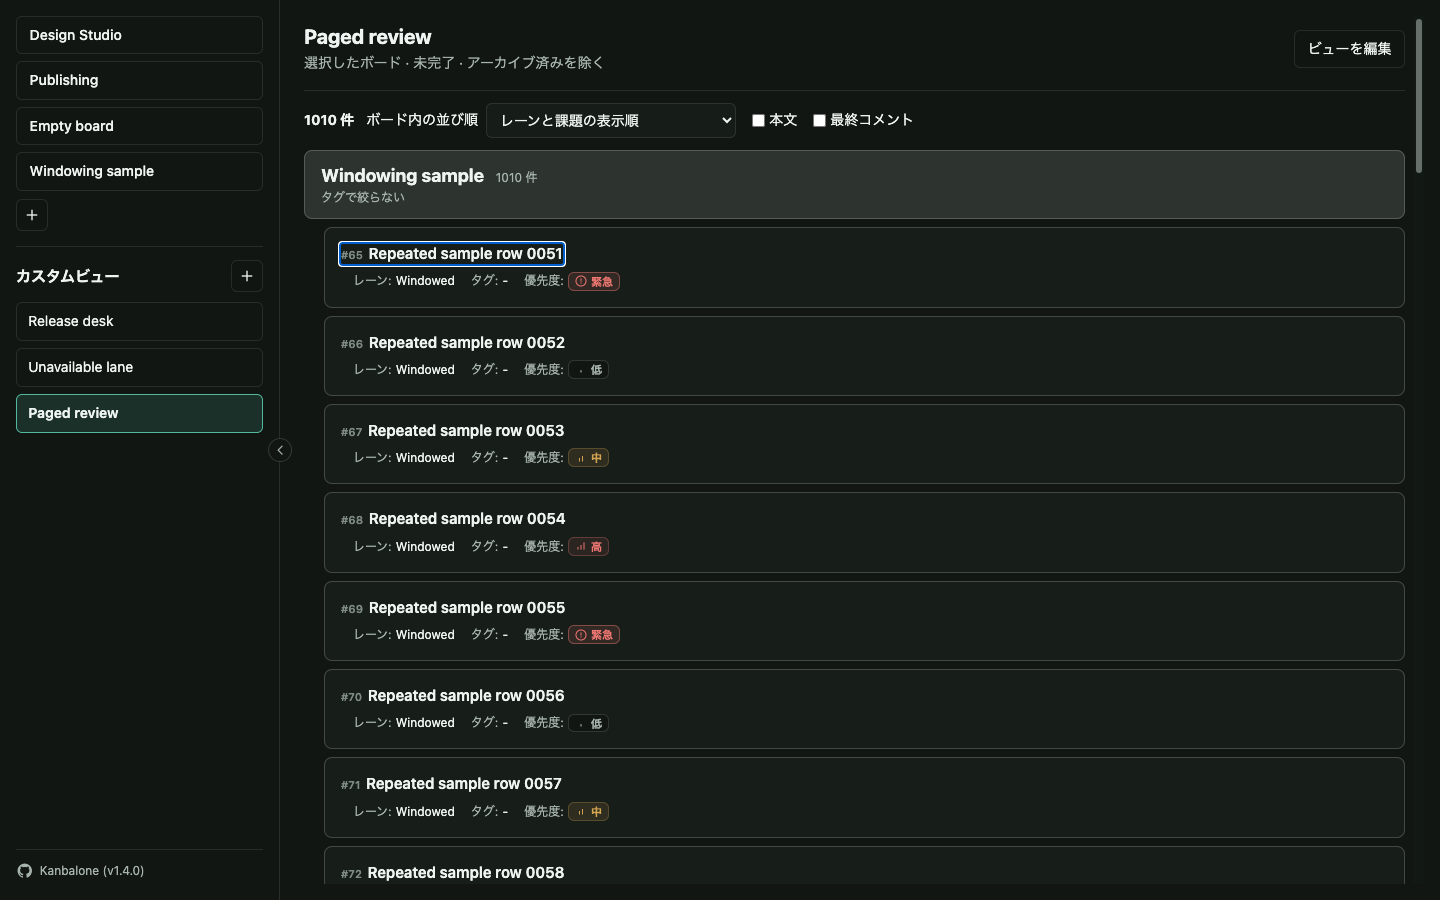 Design Studio
Publishing
Empty board
Windowing sample
カスタムビュー
Release desk
Unavailable lane
Paged review
Kanbalone (v1.4.0)
Paged review
選択したボード · 未完了 · アーカイブ済みを除く
ビューを編集
1010 件 ボード内の並び順 レーンと課題の表示順 本文 最終コメント
Windowing sample 1010 件
タグで絞らない
#65 Repeated sample row 0051
レーン: Windowed タグ: - 優先度: 緊急
#66 Repeated sample row 0052
レーン: Windowed タグ: - 優先度: 低
#67 Repeated sample row 0053
レーン: Windowed タグ: - 優先度: 中
#68 Repeated sample row 0054
レーン: Windowed タグ: - 優先度: 高
#69 Repeated sample row 0055
レーン: Windowed タグ: - 優先度: 緊急
#70 Repeated sample row 0056
レーン: Windowed タグ: - 優先度: 低
#71 Repeated sample row 0057
レーン: Windowed タグ: - 優先度: 中
#72 Repeated sample row 0058